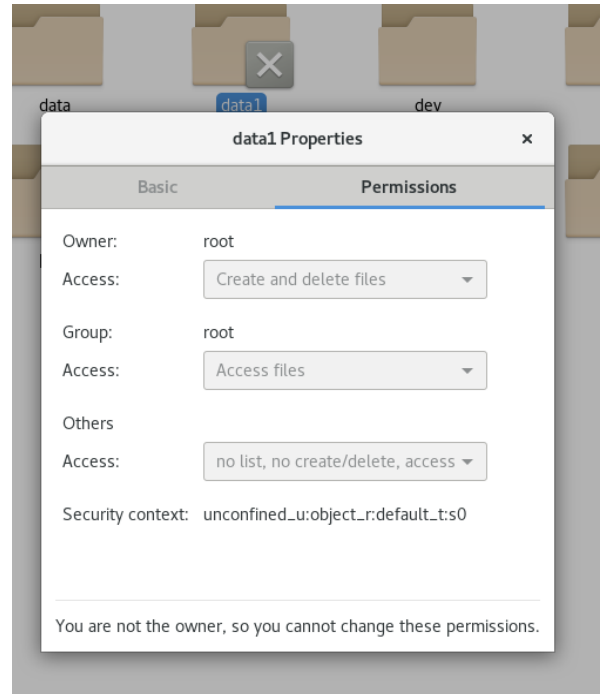 data
data1
dev
data1 Properties ×
Basic Permissions
Owner: root
Access: Create and delete files
Group: root
Access: Access files
Others
Access: no list, no create/delete, access
Security context: unconfined_u:object_r:default_t:s0
You are not the owner, so you cannot change these permissions.